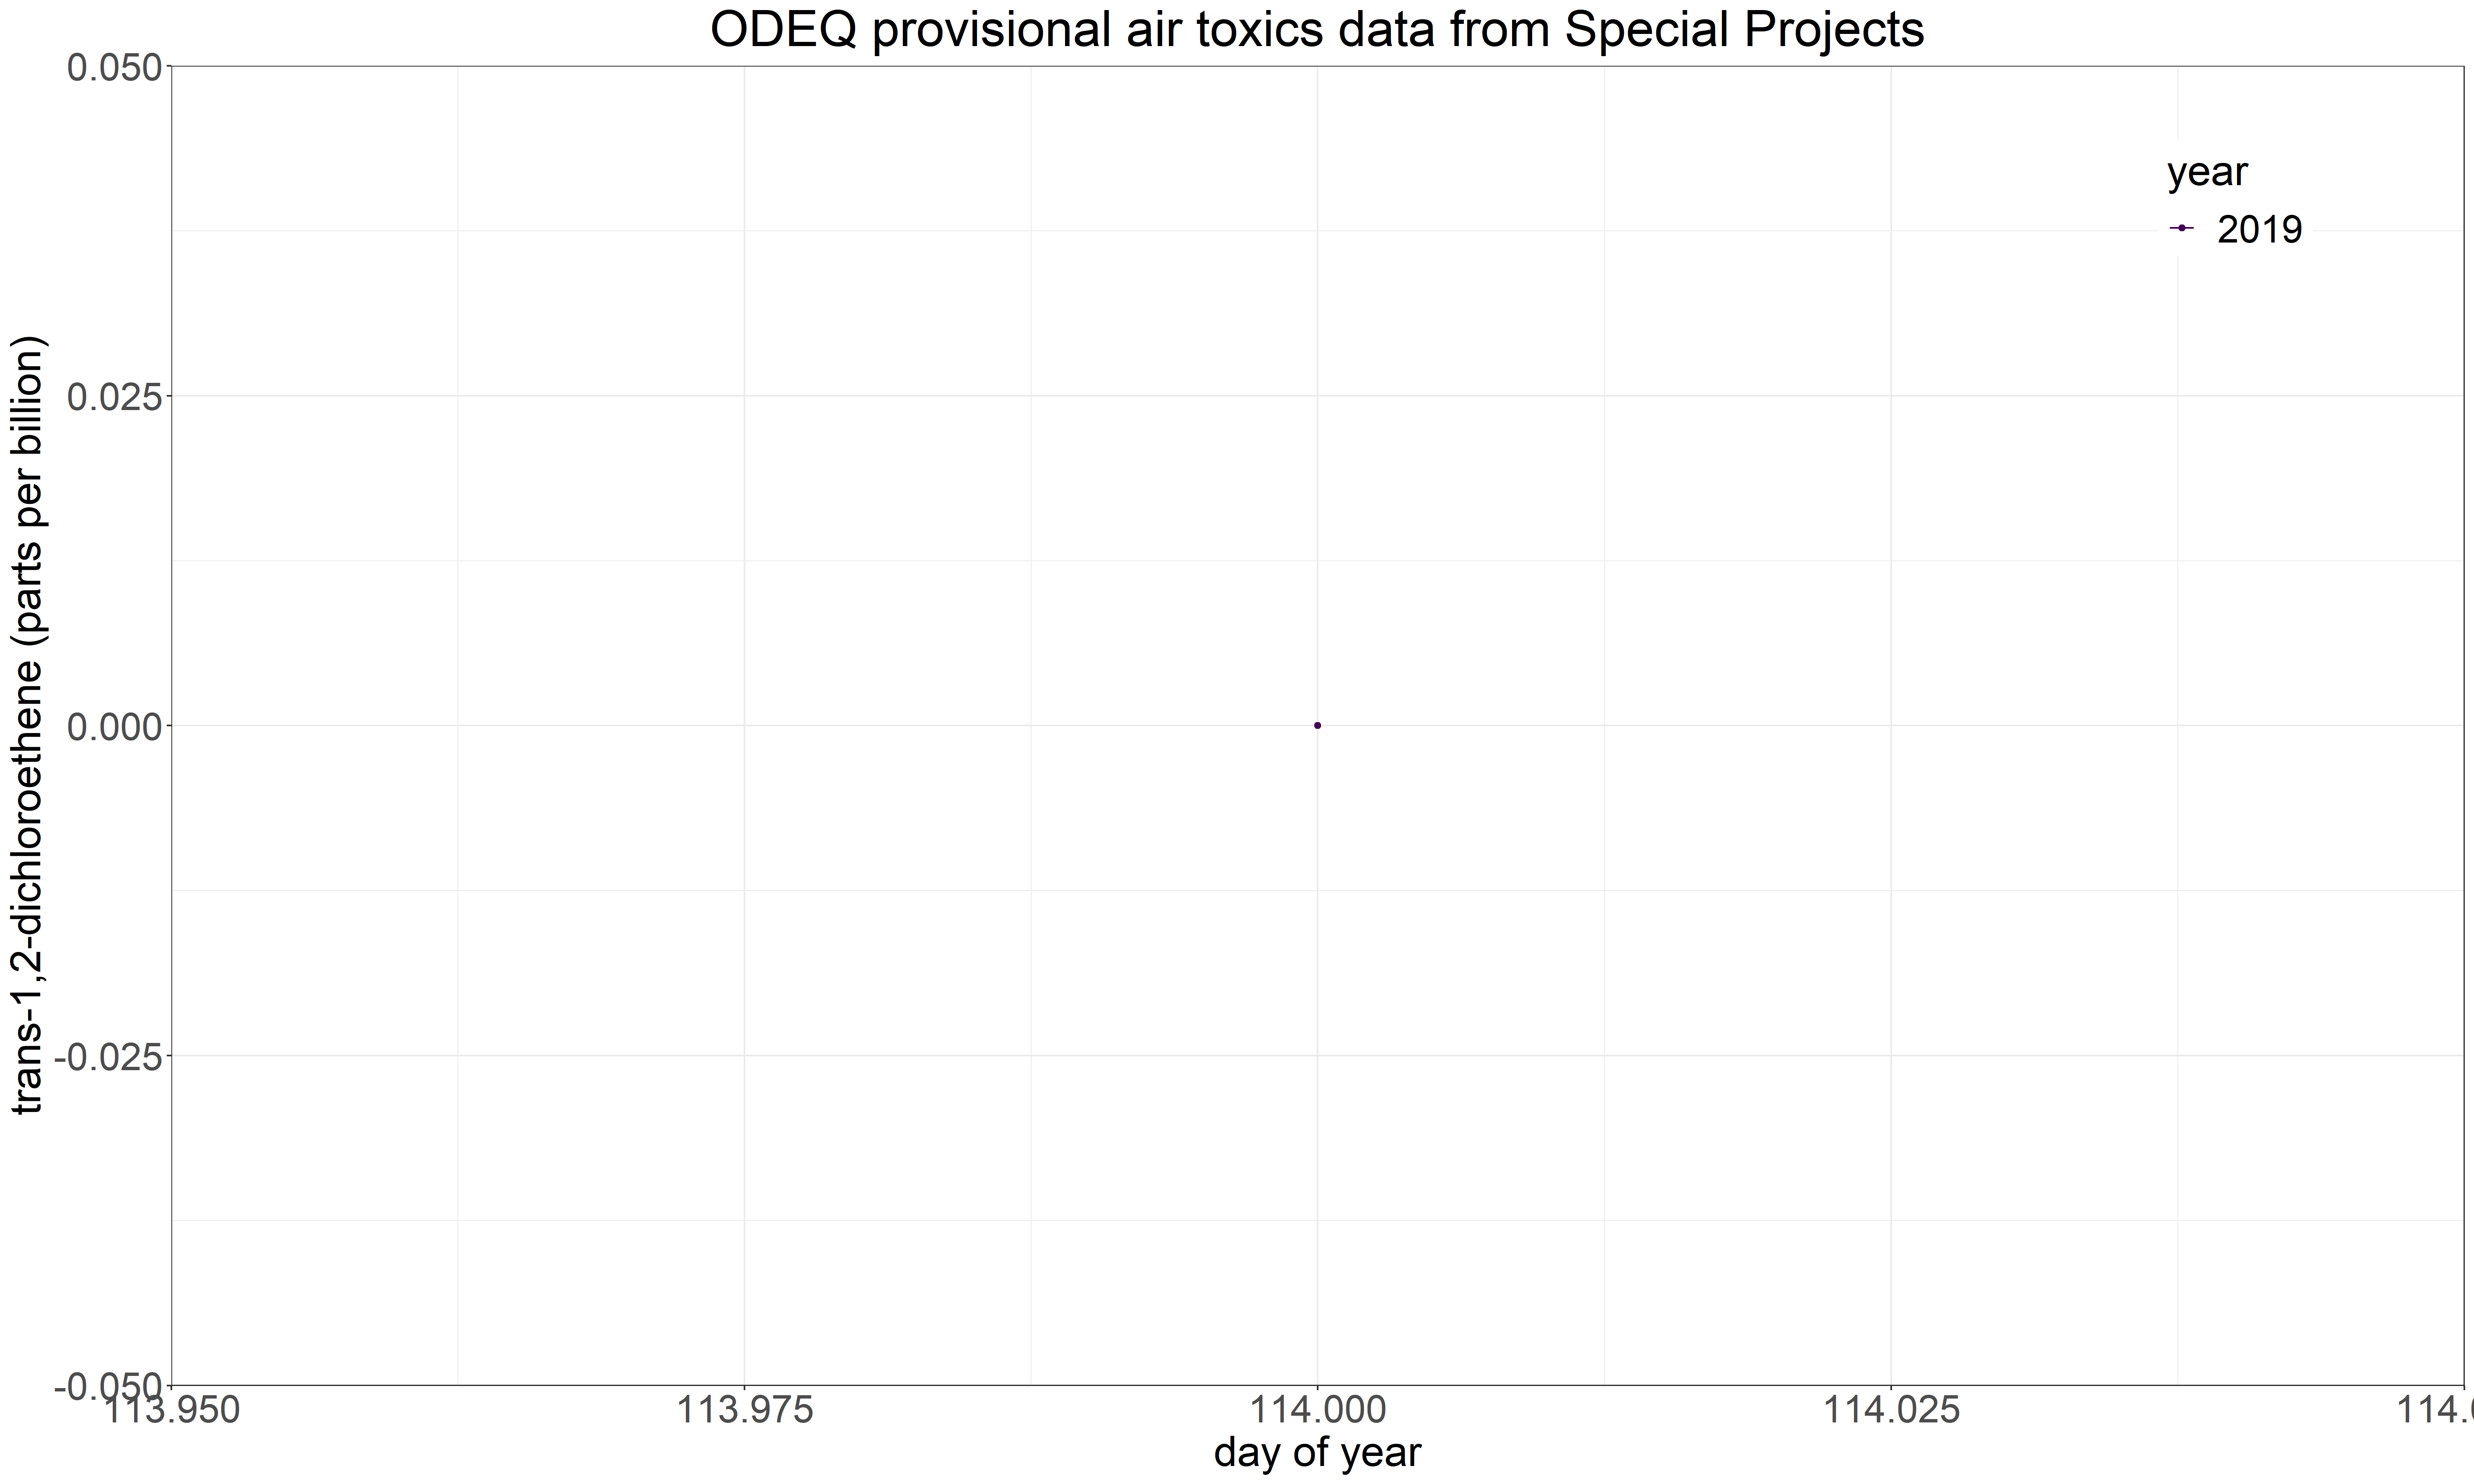 ODEQ provisional air toxics data from Special Projects
trans-1,2-dichloroethene (parts per billion)
0.050
0.025
0.000
-0.025
-0.050
year
2019
113.950
113.975
114.000
114.025
day of year